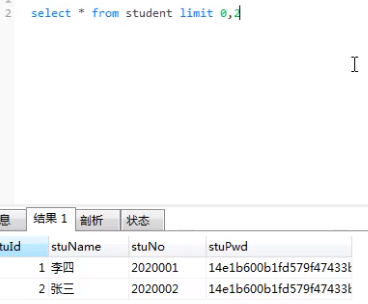 2 select * from student limit 0,2
息 结果 1 剖析 状态
tuId stuName stuNo stuPwd
1 李四 2020001 14e1b600b1fd579f47433b
2 张三 2020002 14e1b600b1fd579f47433b